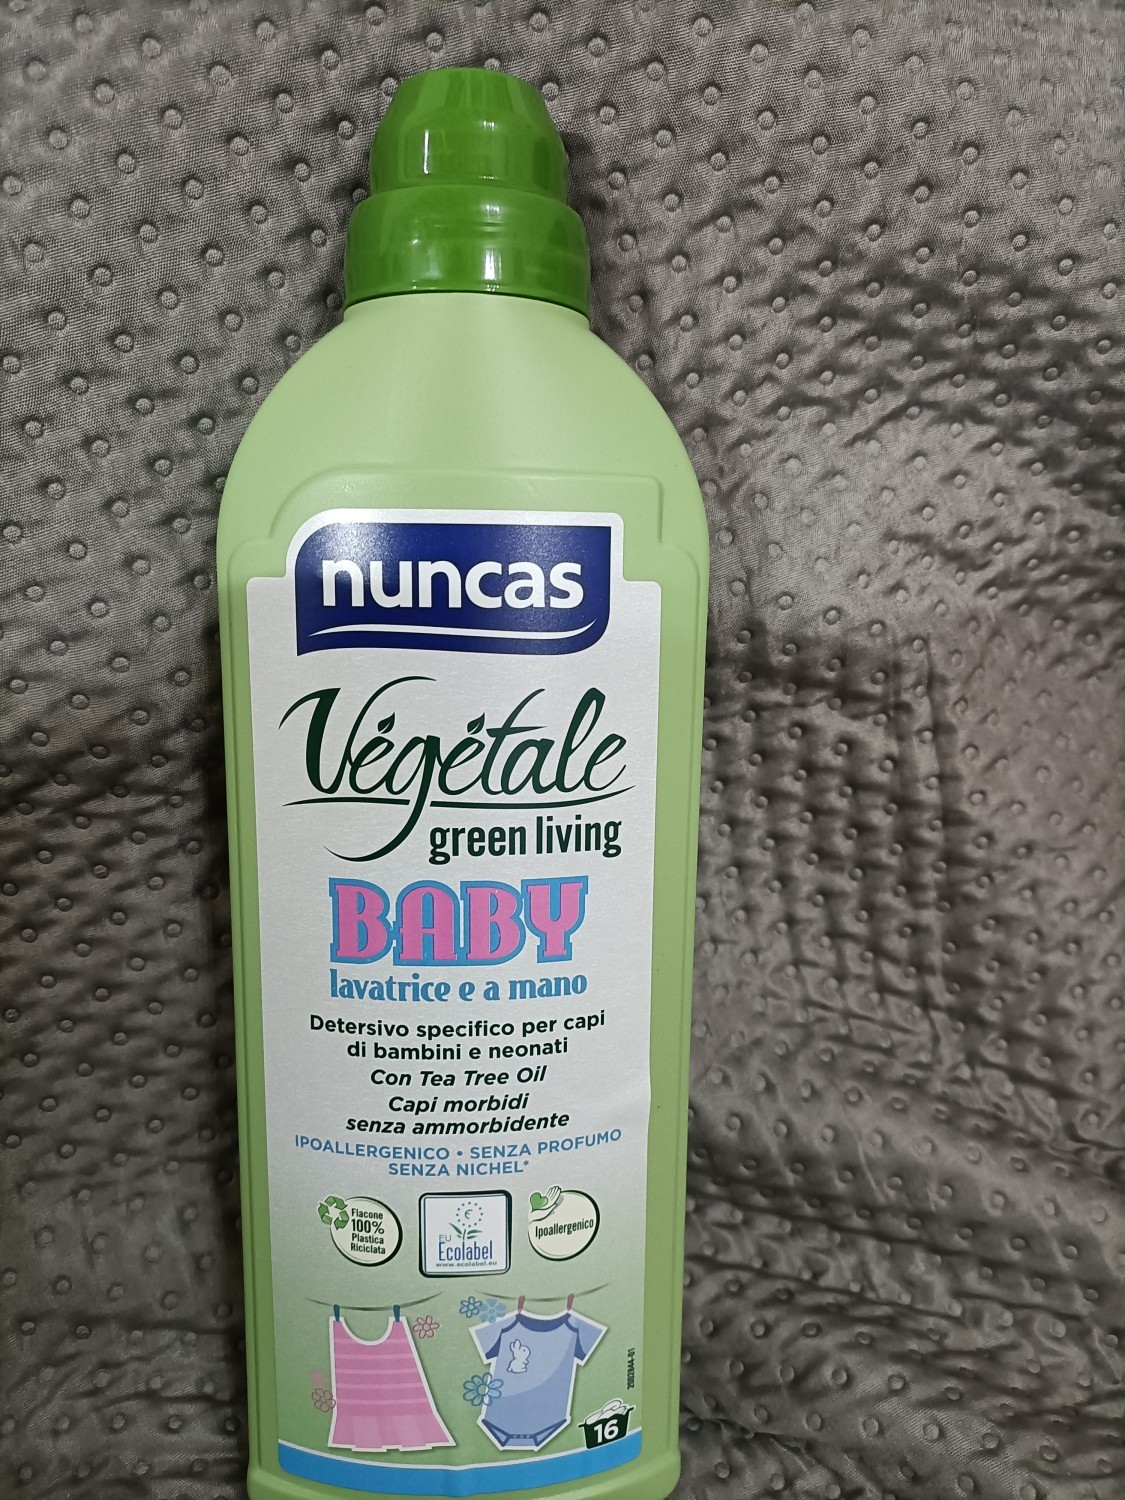 nuncas
Végétale
green living
BABY
lavatrice e a mano
Detersivo specifico per capi
di bambini e neonati
Con Tea Tree Oil
Capi morbidi
senza ammorbidente
IPOALLERGENICO • SENZA PROFUMO
SENZA NICHEL*
Flacone
100%
Plastica
Riciclata
€
EU
Ecolabel
www.ecolabel.eu
Ipoallergenico
2002644-01
16